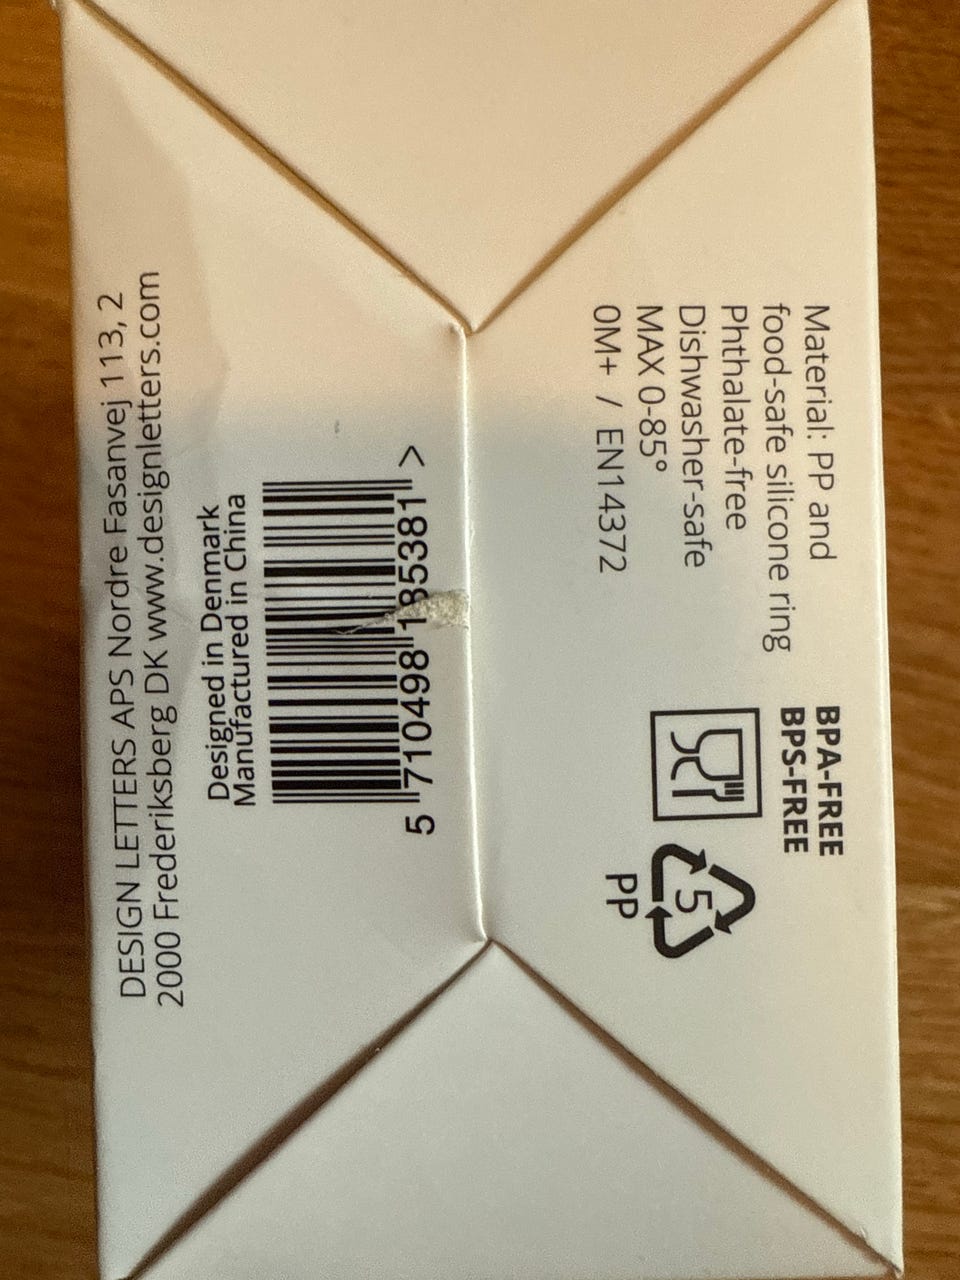 Material: PP and
food-safe silicone ring
Phthalate-free
Dishwasher-safe
MAX 0-85°
0M+ / EN14372
BPA-FREE
BPS-FREE
5
PP
5 710498 185381 >
Designed in Denmark
Manufactured in China
DESIGN LETTERS APS Nordre Fasanvej 113, 2
2000 Frederiksberg DK www.designletters.com